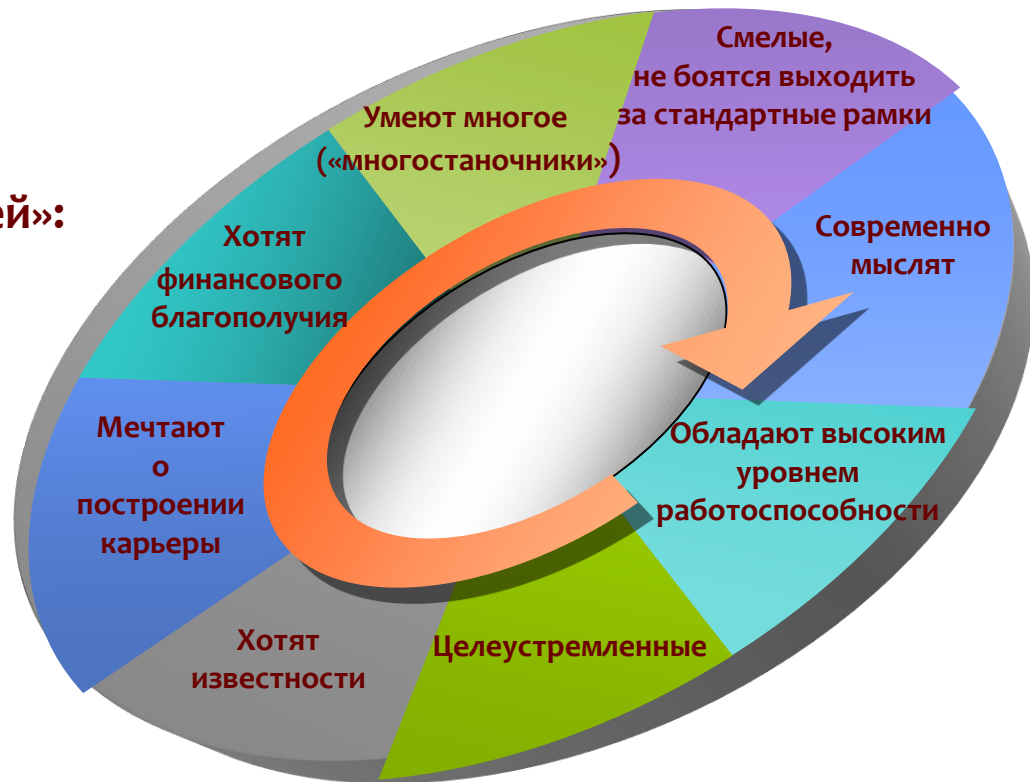 ей»:
Смелые,
не боятся выходить
за стандартные рамки
Умеют многое
(«многостаночники»)
Хотят
финансового
благополучия
Современно
мыслят
Мечтают
о
построении
карьеры
Обладают высоким
уровнем
работоспособности
Хотят
известности
Целеустремленные